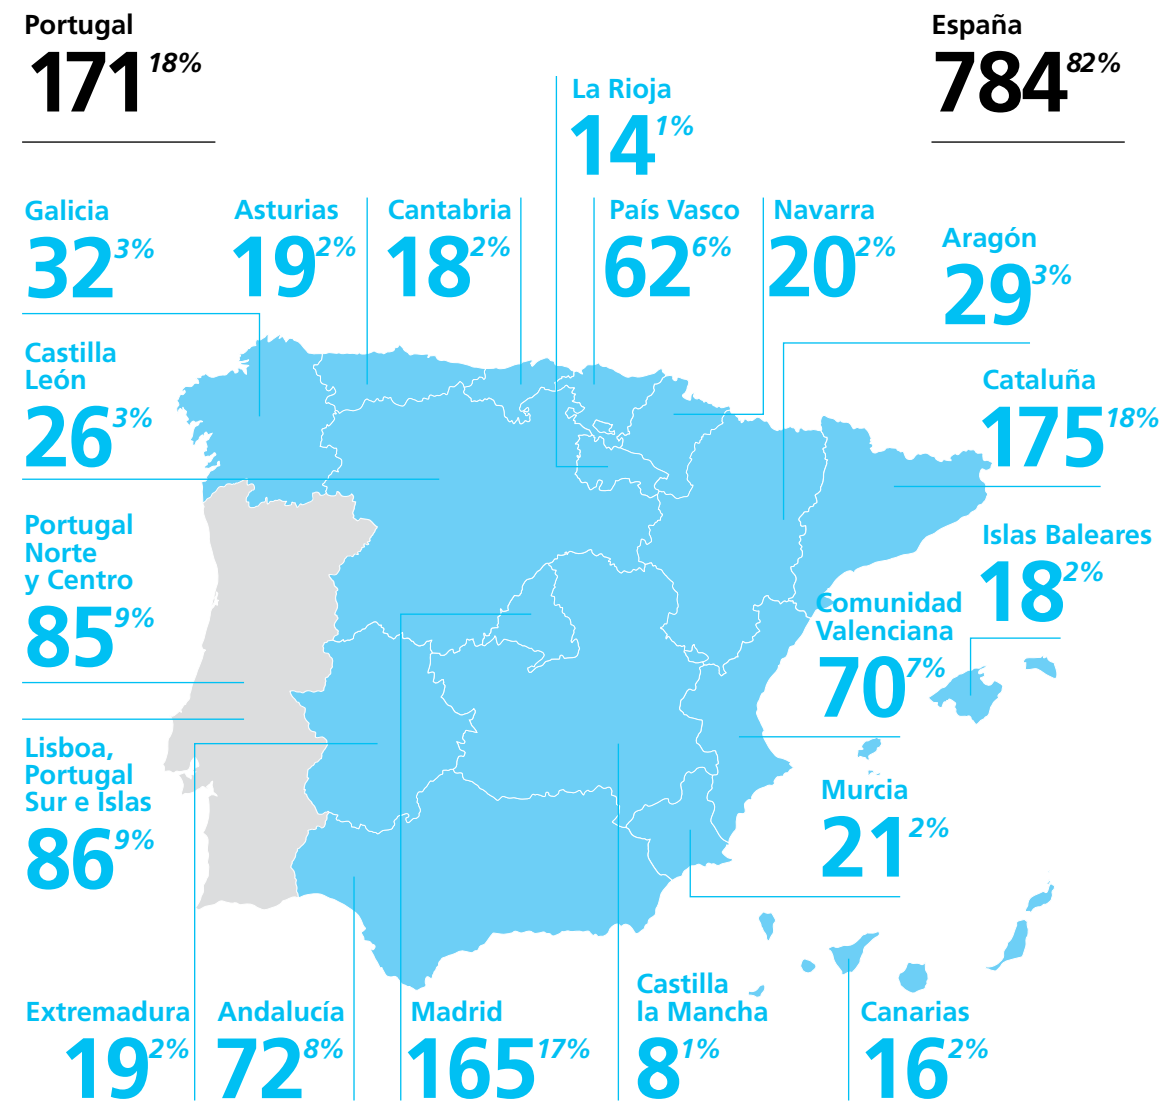 Portugal
171 18%
España
784 82%
La Rioja
14 1%
Galicia
32 3%
Asturias
19 2%
Cantabria
18 2%
País Vasco
62 6%
Navarra
20 2%
Aragón
29 3%
Castilla
León
26 3%
Cataluña
175 18%
Portugal
Norte
y Centro
85 9%
Islas Baleares
18 2%
Comunidad
Valenciana
70 7%
Lisboa,
Portugal
Sur e Islas
86 9%
Murcia
21 2%
Extremadura
19 2%
Andalucía
72 8%
Madrid
165 17%
Castilla
la Mancha
8 1%
Canarias
16 2%